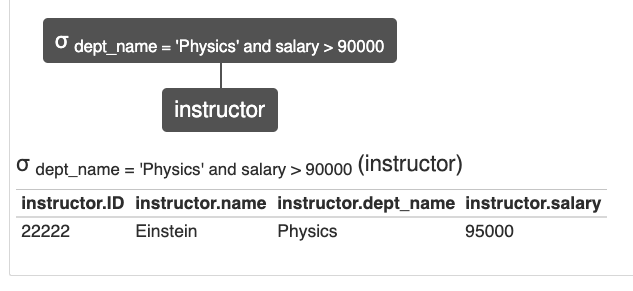 σ dept_name = 'Physics' and salary > 90000
instructor
σ dept_name = 'Physics' and salary > 90000 (instructor)
instructor.ID instructor.name instructor.dept_name instructor.salary
22222 Einstein Physics 95000